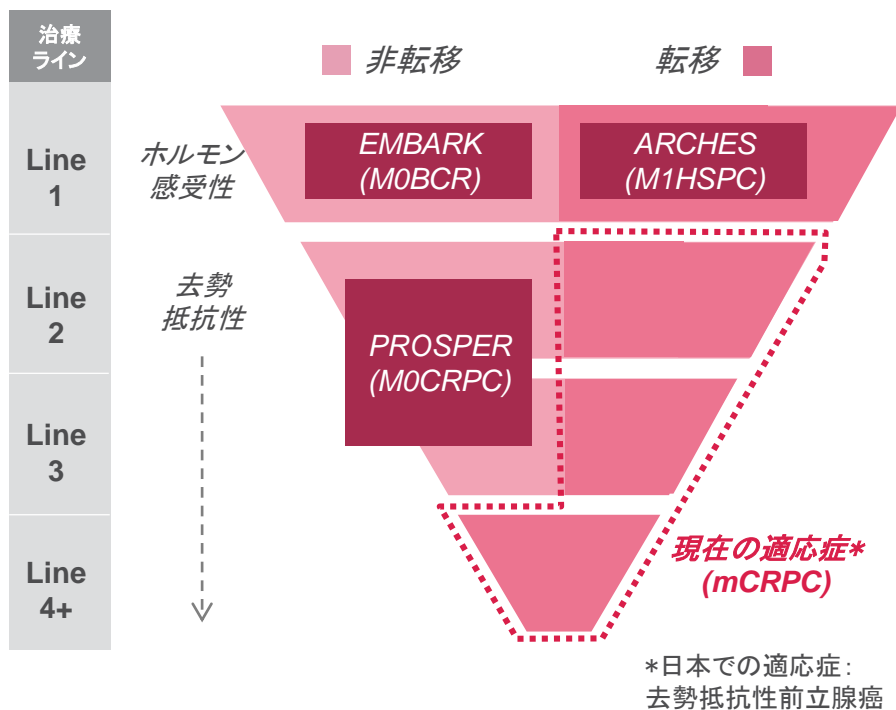 治療
ライン
非転移
転移
Line
1
ホルモン
感受性
EMBARK
(M0BCR)
ARCHES
(M1HSPC)
Line
2
去勢
抵抗性
PROSPER
(M0CRPC)
Line
3
Line
4+
現在の適応症*
(mCRPC)
*日本での適応症：
去勢抵抗性前立腺癌